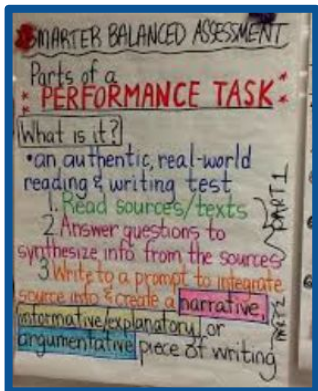 SMARTER BALANCED ASSESSMENT
Parts of a
* PERFORMANCE TASK *
What is it?
• an authentic, real-world
reading & writing test
1. Read sources/texts
2. Answer questions to
synthesize info from the sources
PART 1
3 Write to a prompt to integrate
source info & create a narrative,
informative/explanatory, or
argumentative piece of writing
PART 2